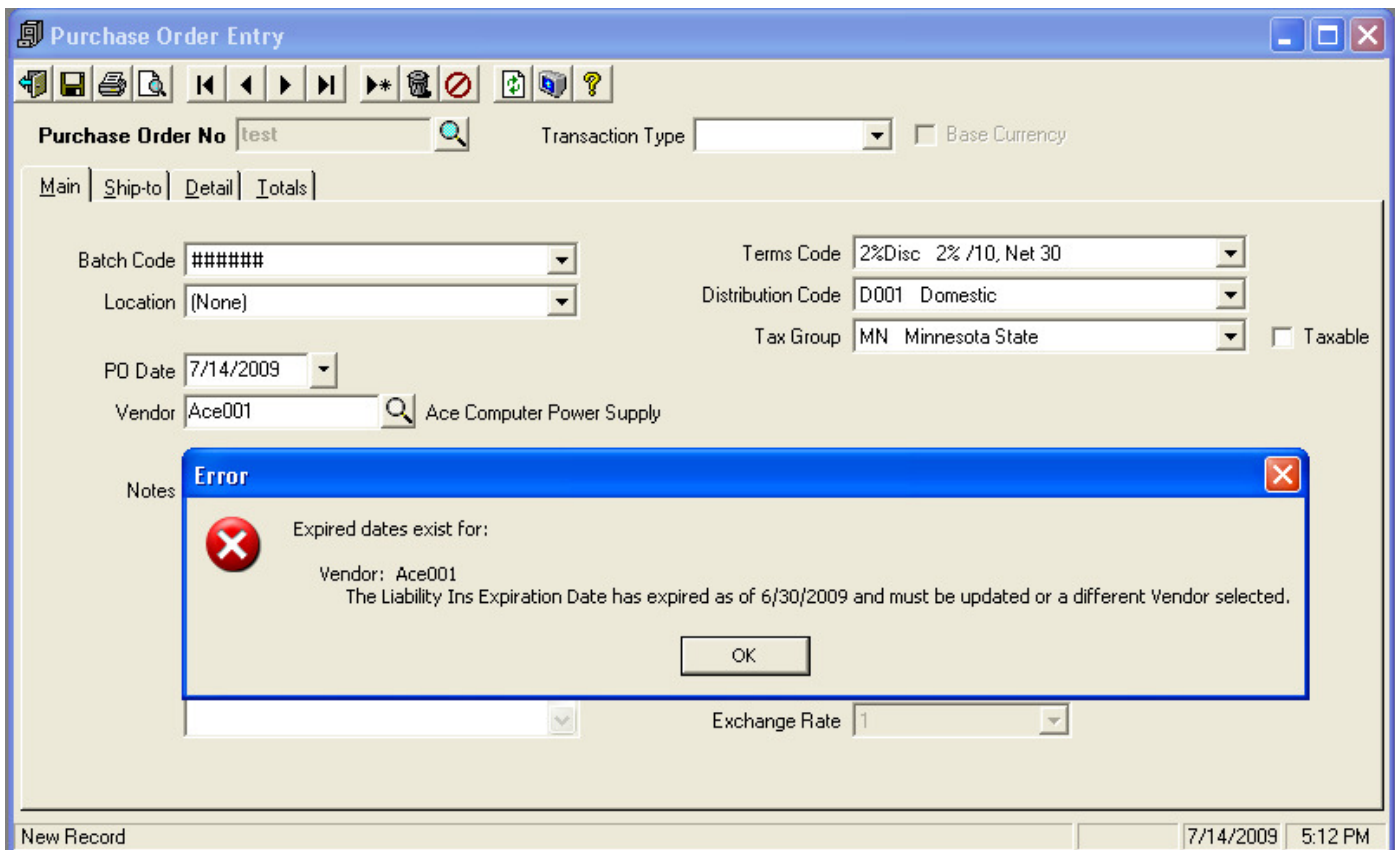 Purchase Order Entry
Purchase Order No test Transaction Type Base Currency
Main Ship-to Detail Totals
Batch Code ###### Terms Code 2%Disc 2% /10, Net 30
Location (None) Distribution Code D001 Domestic
Tax Group MN Minnesota State Taxable
PO Date 7/14/2009
Vendor Ace001 Ace Computer Power Supply
Notes
Error
Expired dates exist for:
Vendor: Ace001
The Liability Ins Expiration Date has expired as of 6/30/2009 and must be updated or a different Vendor selected.
OK
Exchange Rate 1
New Record 7/14/2009 5:12 PM